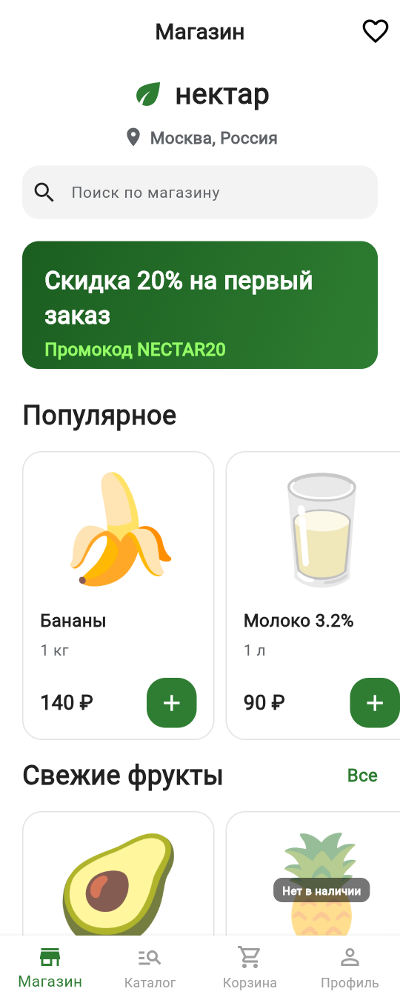 Магазин
нектар
Москва, Россия
Поиск по магазину
Скидка 20% на первый
заказ
Промокод NECTAR20
Популярное
Бананы
1 кг
140 ₽
Молоко 3.2%
1 л
90 ₽
Свежие фрукты
Все
Нет в наличии
Магазин
Каталог
Корзина
Профиль